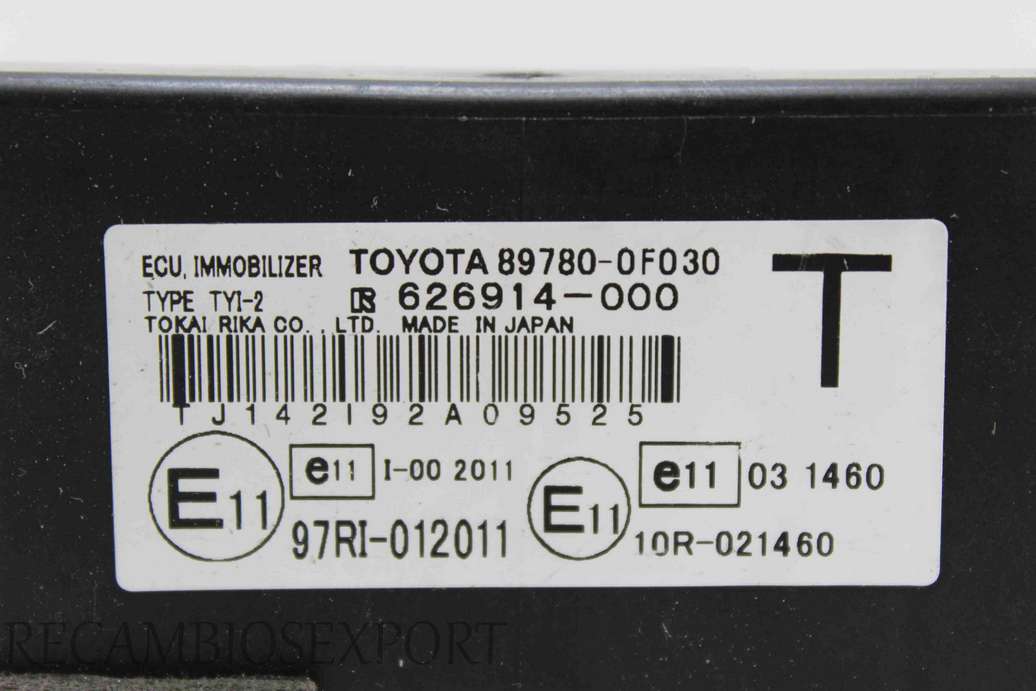 ECU, IMMOBILIZER TOYOTA 89780-0F030
TYPE TYI-2 626914-000
TOKAI RIKA CO., LTD. MADE IN JAPAN
T
TJ142I92A09525
E11 e11 I-00 2011
97RI-012011
E11 e11 03 1460
10R-021460
RECAMBIOSEXPORT